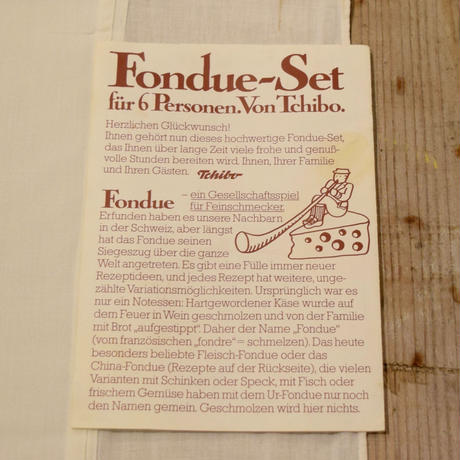 Fondue-Set
für 6 Personen. Von Tchibo.
Herzlichen Glückwunsch!
Ihnen gehört nun dieses hochwertige Fondue-Set,
das Ihnen über lange Zeit viele frohe und genuß-
volle Stunden bereiten wird. Ihnen, Ihrer Familie
und Ihren Gästen. Tchibo
Fondue – ein Gesellschaftsspiel
für Feinschmecker.
Erfunden haben es unsere Nachbarn
in der Schweiz, aber längst
hat das Fondue seinen
Siegeszug über die ganze
Welt angetreten. Es gibt eine Fülle immer neuer
Rezeptideen, und jedes Rezept hat weitere, unge-
zählte Variationsmöglichkeiten. Ursprünglich war es
nur ein Notessen: Hartgewordener Käse wurde auf
dem Feuer in Wein geschmolzen und von der Familie
mit Brot „aufgestippt". Daher der Name „Fondue"
(vom französischen „fondre" = schmelzen). Das heute
besonders beliebte Fleisch-Fondue oder das
China-Fondue (Rezepte auf der Rückseite), die vielen
Varianten mit Schinken oder Speck, mit Fisch oder
frischem Gemüse haben mit dem Ur-Fondue nur noch
den Namen gemein. Geschmolzen wird hier nichts.